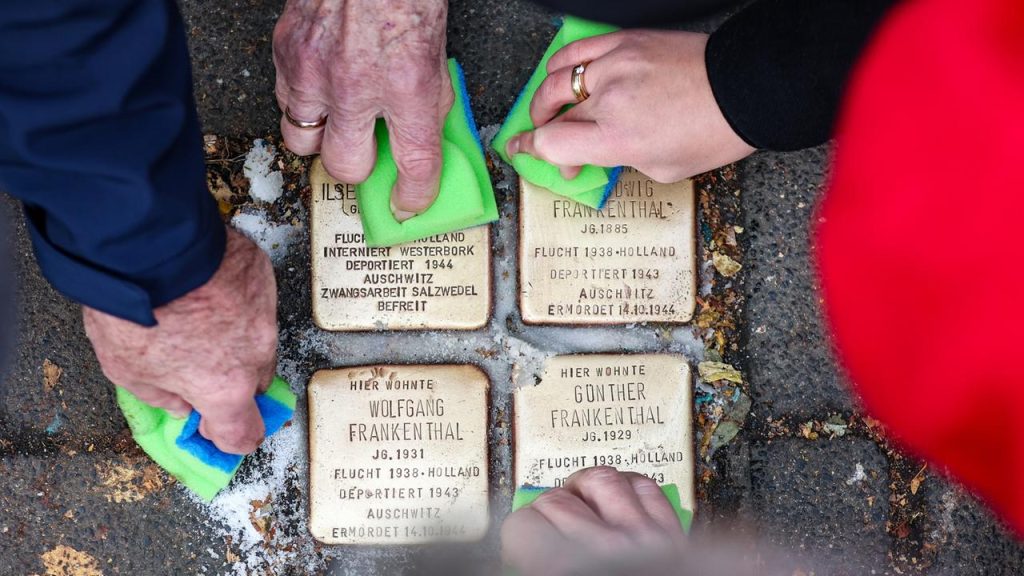 ILSE
FLUCHT HOLLAND
INTERNIERT WESTERBORK
DEPORTIERT 1944
AUSCHWITZ
ZWANGSARBEIT SALZWEDEL
BEFREIT
FRANKENTHAL
JG.1885
FLUCHT 1938·HOLLAND
DEPORTIERT 1943
AUSCHWITZ
ERMORDET 14.10.1944
HIER WOHNTE
WOLFGANG
FRANKENTHAL
JG.1931
FLUCHT 1938·HOLLAND
DEPORTIERT 1943
AUSCHWITZ
ERMORDET 14.10.1944
HIER WOHNTE
GÜNTHER
FRANKENTHAL
JG.1929
FLUCHT 1938·HOLLAND